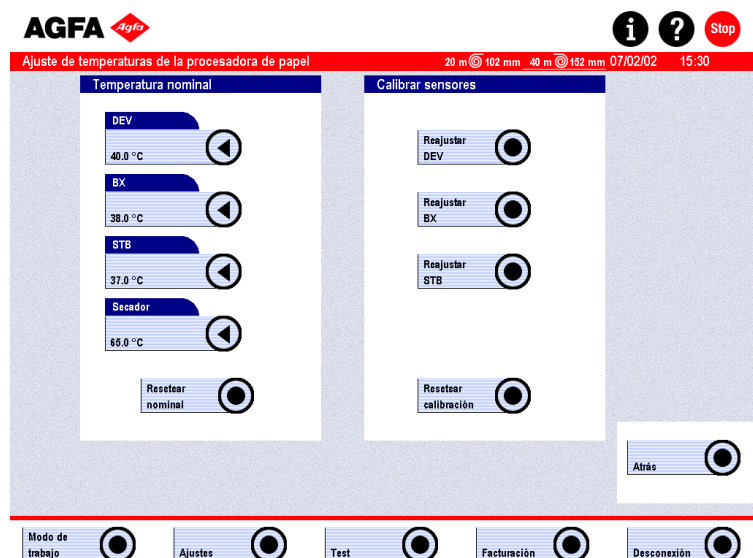 AGFA Agfa
i ? Stop
Ajuste de temperaturas de la procesadora de papel 20 m 102 mm 40 m 152 mm 07/02/02 15:30
Temperatura nominal
DEV
40.0 °C
BX
38.0 °C
STB
37.0 °C
Secador
65.0 °C
Resetear
nominal
Calibrar sensores
Reajustar
DEV
Reajustar
BX
Reajustar
STB
Resetear
calibración
Atrás
Modo de
trabajo
Ajustes
Test
Facturación
Desconexión